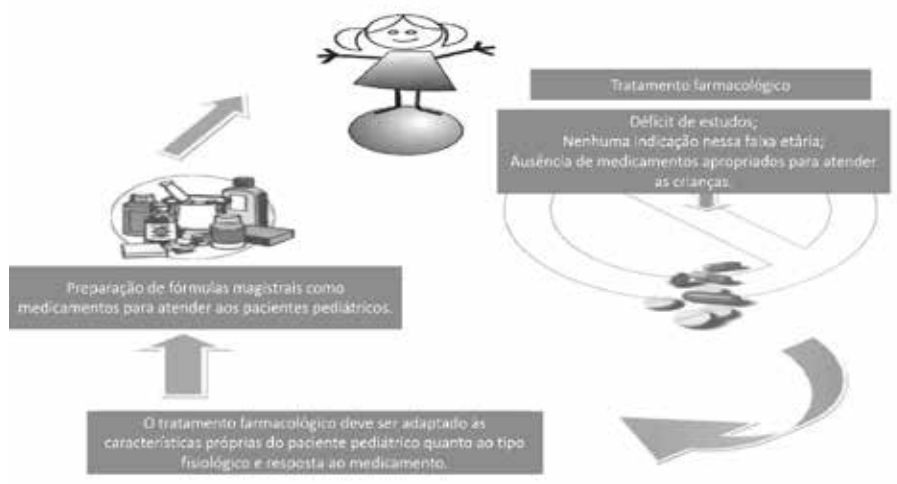 Tratamento farmacológico
Déficit de estudos;
Nenhuma indicação nessa faixa etária;
Ausência de medicamentos apropriados para atender
as crianças.
O tratamento farmacológico deve ser adaptado às
características próprias do paciente pediátrico quanto ao tipo
fisiológico e resposta ao medicamento.
Preparação de fórmulas magistrais como
medicamentos para atender aos pacientes pediátricos.